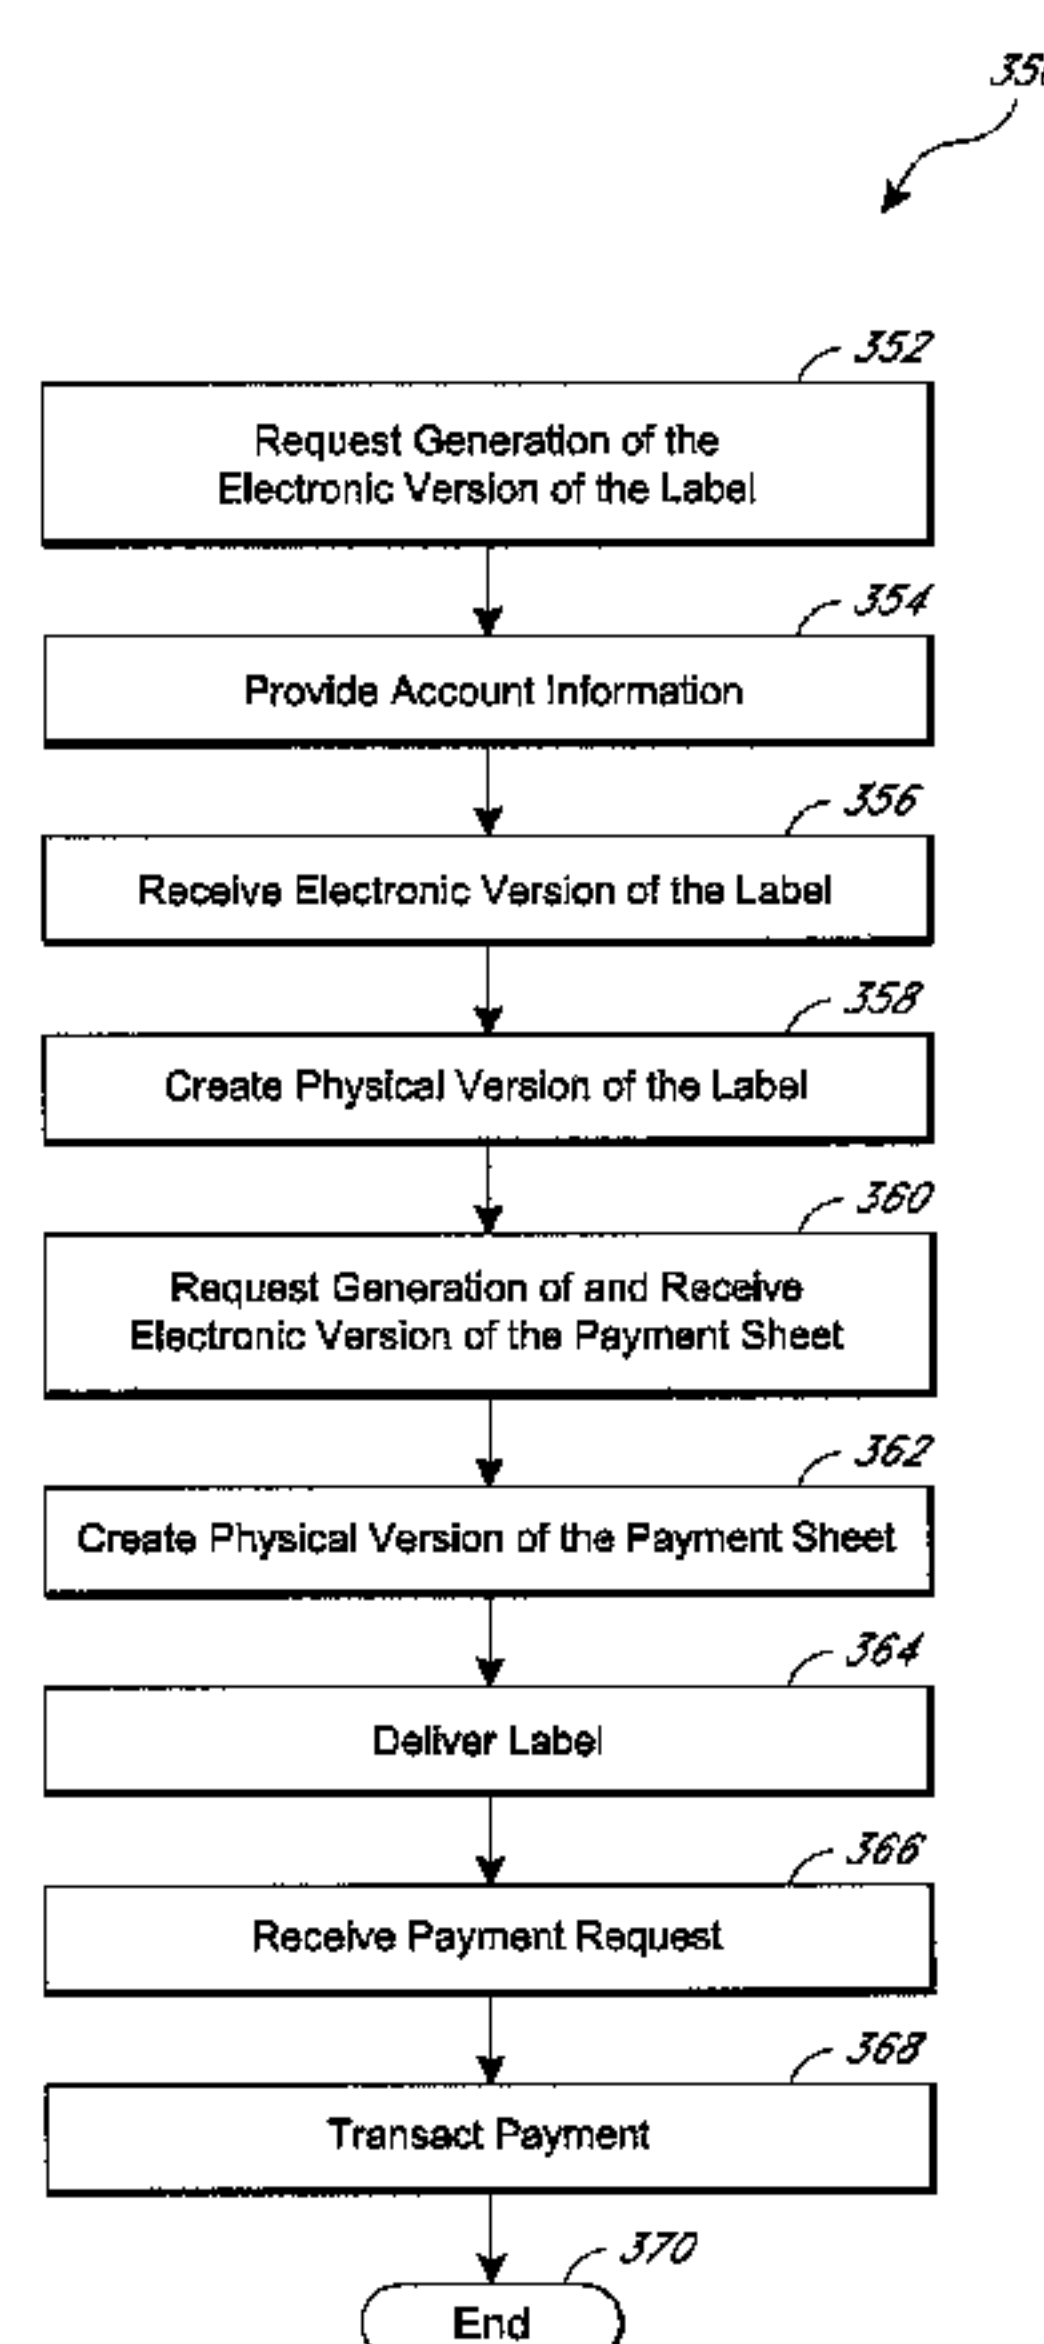 352
Request Generation of the
Electronic Version of the Label
354
Provide Account Information
356
Receive Electronic Version of the Label
358
Create Physical Version of the Label
360
Request Generation of and Receive
Electronic Version of the Payment Sheet
362
Create Physical Version of the Payment Sheet
364
Deliver Label
366
Receive Payment Request
368
Transact Payment
370
End